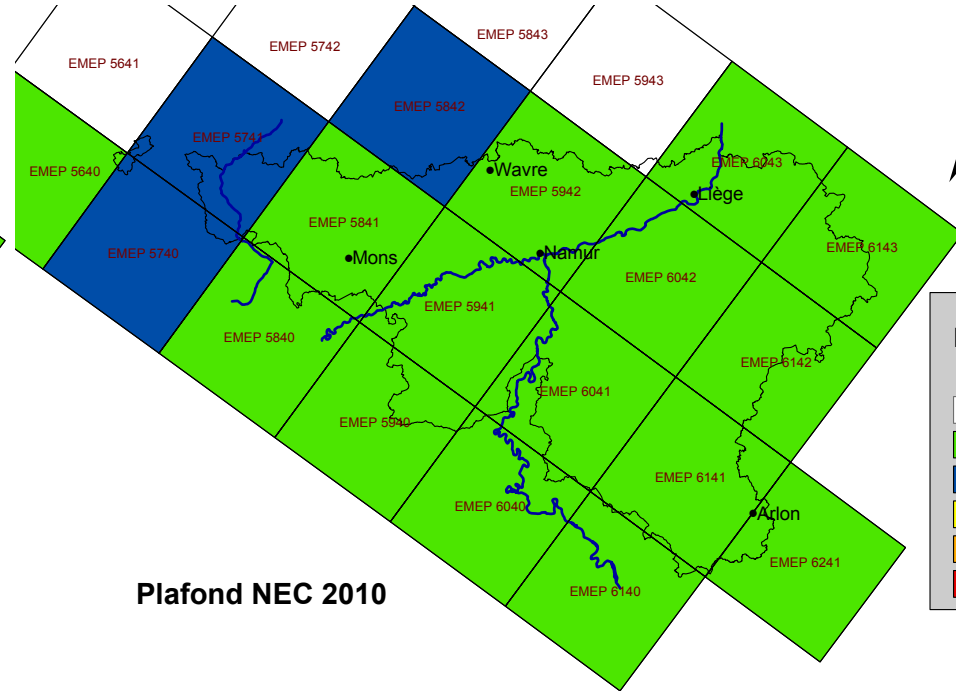 EMEP 5843
EMEP 5742
EMEP 5641
EMEP 5943
EMEP 5842
EMEP 5741
EMEP 6043
EMEP 5640
Wavre
EMEP 5942
Liège
EMEP 5841
EMEP 6143
EMEP 5740
Mons
Namur
EMEP 6042
EMEP 5941
EMEP 5840
EMEP 6142
EMEP 6041
EMEP 5940
EMEP 6141
EMEP 6040
Arlon
EMEP 6241
EMEP 6140
Plafond NEC 2010